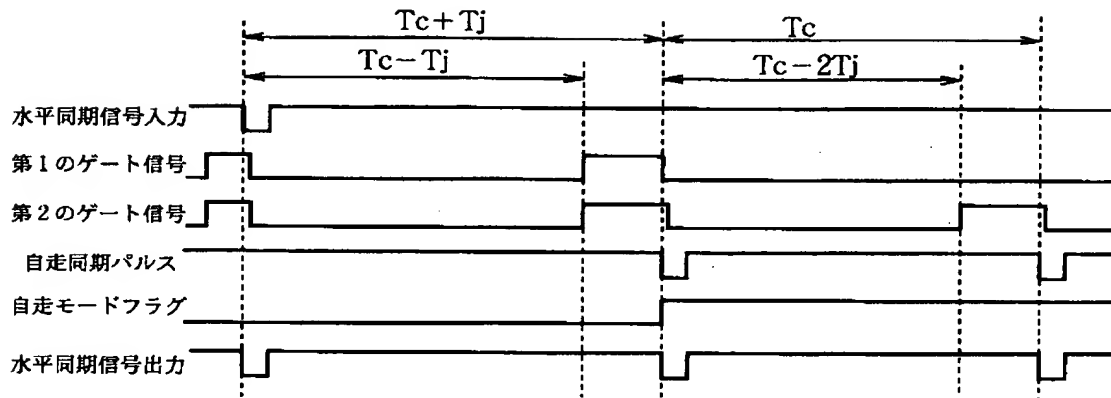 Tc+Tj
Tc
Tc−Tj
Tc−2Tj
水平同期信号入力
第1のゲート信号
第2のゲート信号
自走同期パルス
自走モードフラグ
水平同期信号出力